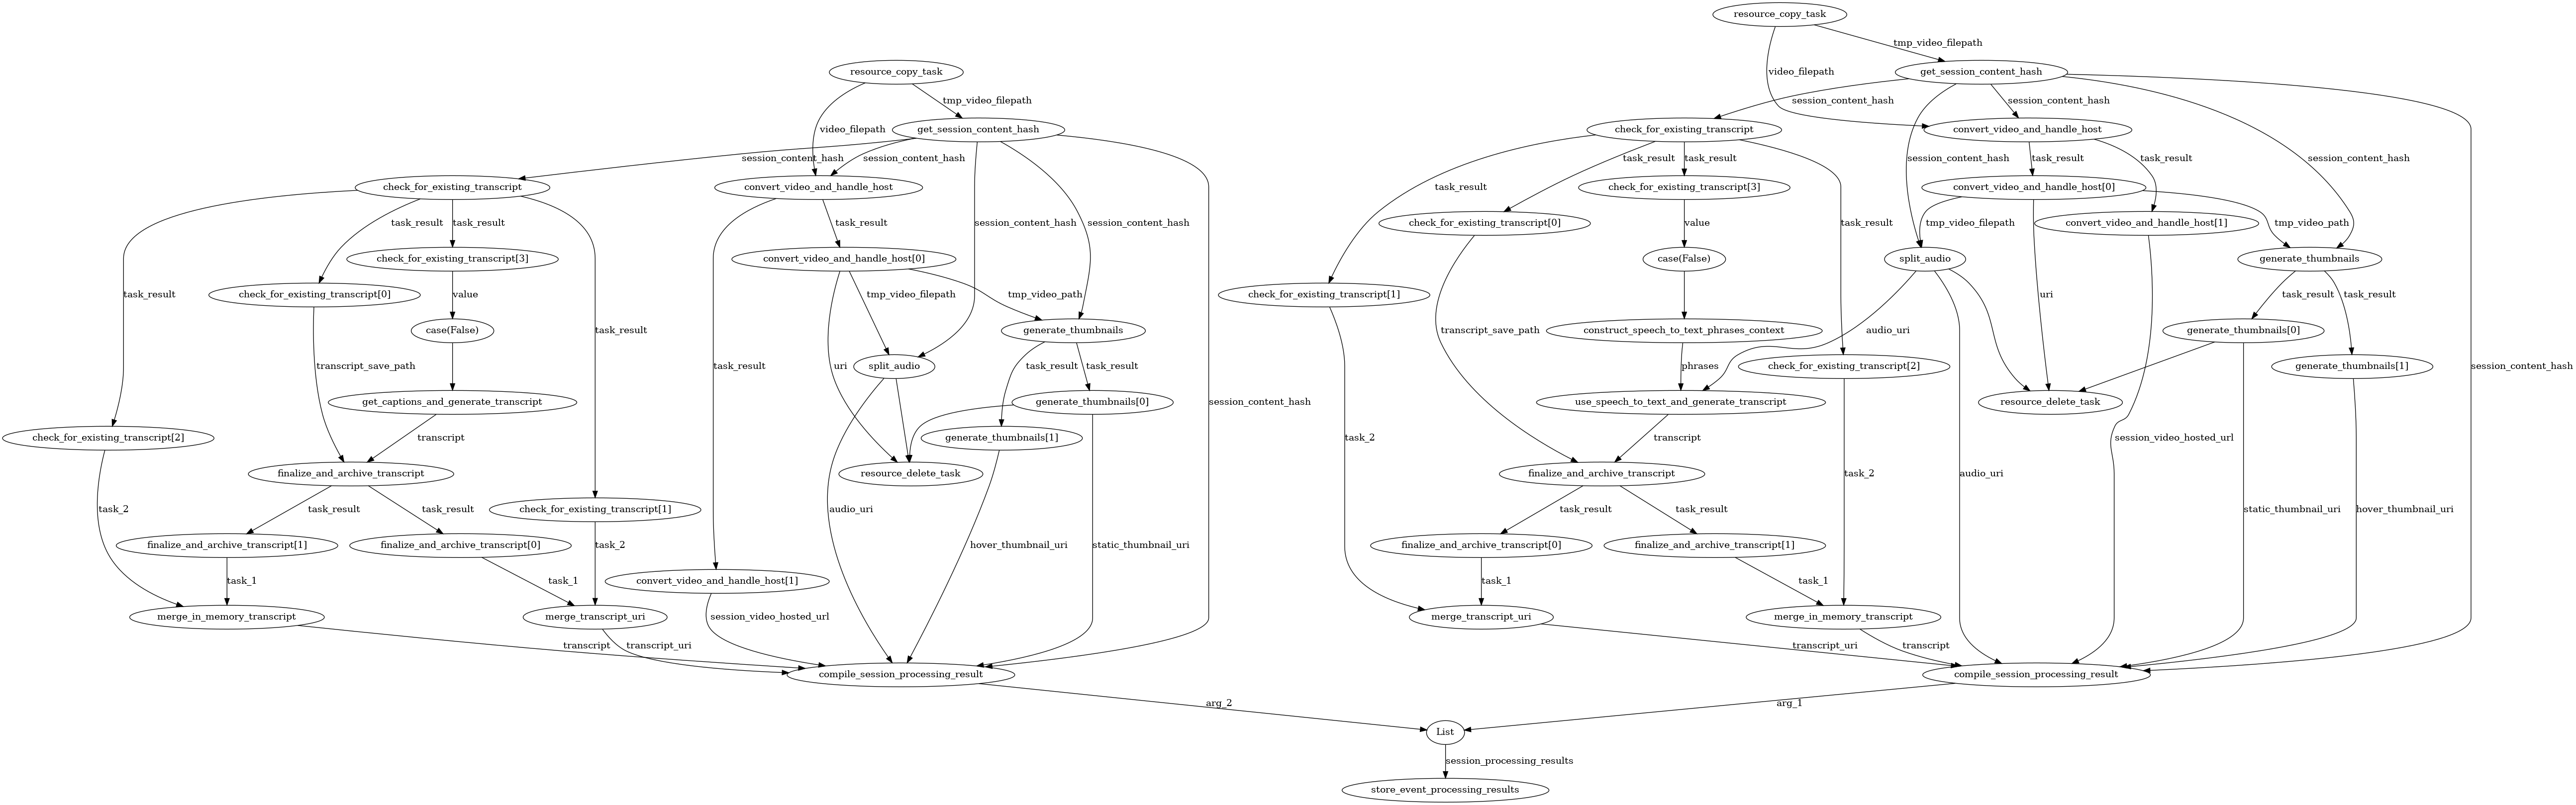 resource_copy_task
tmp_video_filepath
resource_copy_task
video_filepath
get_session_content_hash
tmp_video_filepath
session_content_hash
session_content_hash
video_filepath
get_session_content_hash
check_for_existing_transcript
convert_video_and_handle_host
session_content_hash
session_content_hash
task_result
task_result
session_content_hash
task_result
task_result
session_content_hash
task_result
check_for_existing_transcript
convert_video_and_handle_host
check_for_existing_transcript[3]
convert_video_and_handle_host[0]
task_result
task_result
task_result
session_content_hash
session_content_hash
check_for_existing_transcript[0]
value
task_result
tmp_video_filepath
convert_video_and_handle_host[1]
tmp_video_path
check_for_existing_transcript[3]
convert_video_and_handle_host[0]
case(False)
split_audio
generate_thumbnails
task_result
check_for_existing_transcript[0]
value
tmp_video_filepath
tmp_video_path
check_for_existing_transcript[1]
uri
task_result
task_result
case(False)
task_result
generate_thumbnails
transcript_save_path
construct_speech_to_text_phrases_context
audio_uri
generate_thumbnails[0]
transcript_save_path
task_result
uri
split_audio
task_result
task_result
phrases
check_for_existing_transcript[2]
generate_thumbnails[1]
session_content_hash
get_captions_and_generate_transcript
generate_thumbnails[0]
session_content_hash
use_speech_to_text_and_generate_transcript
resource_delete_task
check_for_existing_transcript[2]
transcript
generate_thumbnails[1]
task_2
transcript
session_video_hosted_url
finalize_and_archive_transcript
resource_delete_task
finalize_and_archive_transcript
task_2
audio_uri
task_2
task_result
task_result
check_for_existing_transcript[1]
audio_uri
task_result
task_result
static_thumbnail_uri
hover_thumbnail_uri
finalize_and_archive_transcript[1]
finalize_and_archive_transcript[0]
task_2
hover_thumbnail_uri
static_thumbnail_uri
finalize_and_archive_transcript[0]
finalize_and_archive_transcript[1]
task_1
task_1
convert_video_and_handle_host[1]
task_1
task_1
merge_in_memory_transcript
merge_transcript_uri
session_video_hosted_url
merge_transcript_uri
merge_in_memory_transcript
transcript
transcript_uri
transcript_uri
transcript
compile_session_processing_result
compile_session_processing_result
arg_2
arg_1
List
session_processing_results
store_event_processing_results